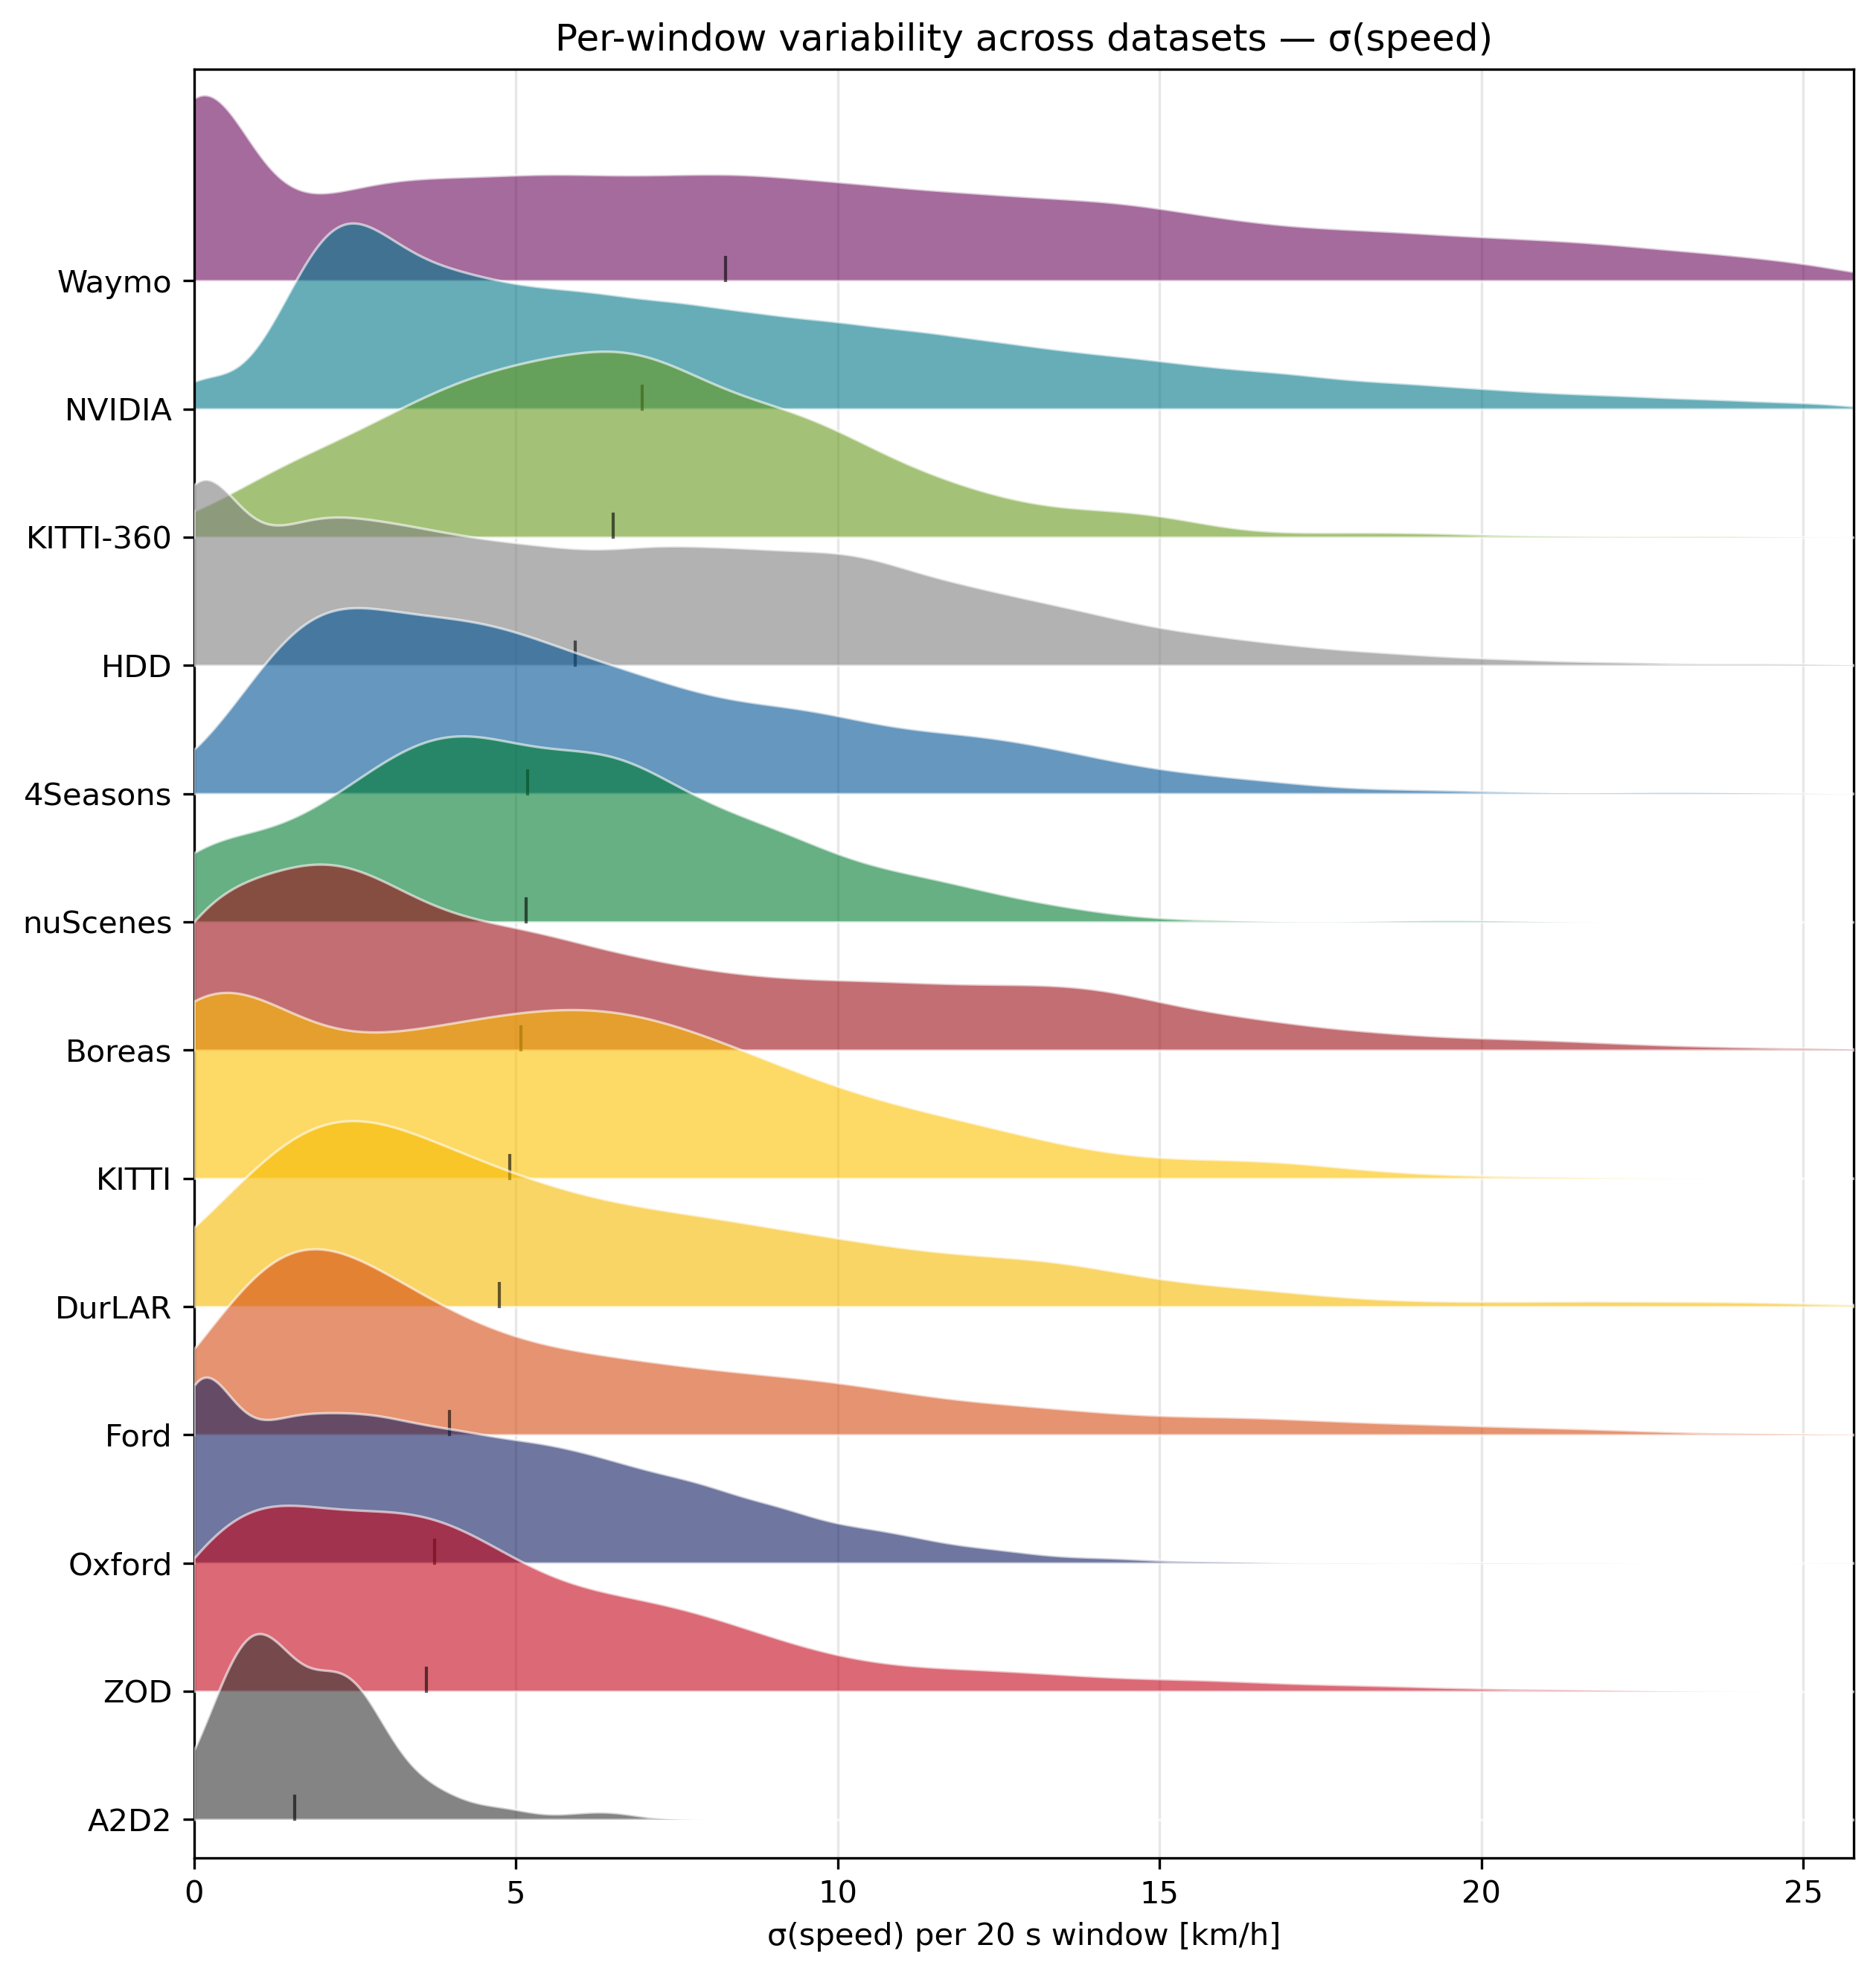 Per-window variability across datasets — σ(speed)
Waymo
NVIDIA
KITTI-360
HDD
4Seasons
nuScenes
Boreas
KITTI
DurLAR
Ford
Oxford
ZOD
A2D2
0 5 10 15 20 25
σ(speed) per 20 s window [km/h]